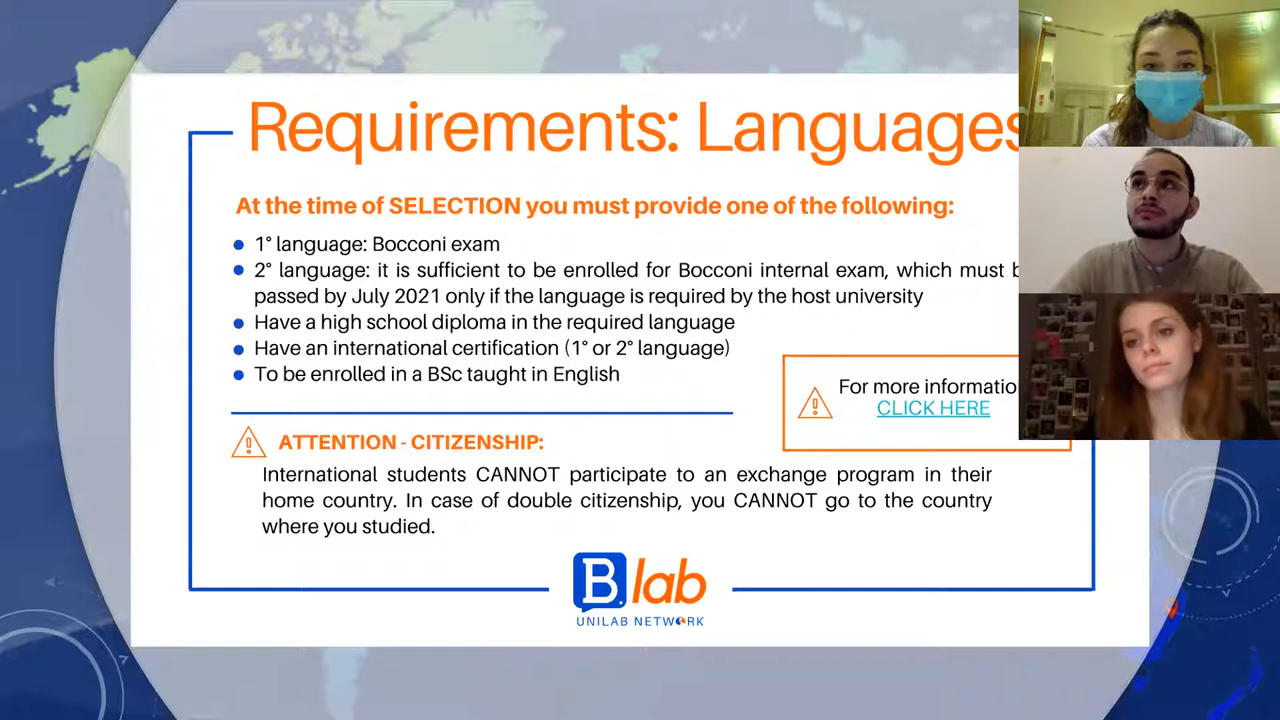 Requirements: Languages
At the time of SELECTION you must provide one of the following:
1° language: Bocconi exam
2° language: it is sufficient to be enrolled for Bocconi internal exam, which must b
passed by July 2021 only if the language is required by the host university
Have a high school diploma in the required language
Have an international certification (1° or 2° language)
To be enrolled in a BSc taught in English
For more informatio
CLICK HERE
ATTENTION - CITIZENSHIP:
International students CANNOT participate to an exchange program in their
home country. In case of double citizenship, you CANNOT go to the country
where you studied.
B.lab
UNILAB NETWORK